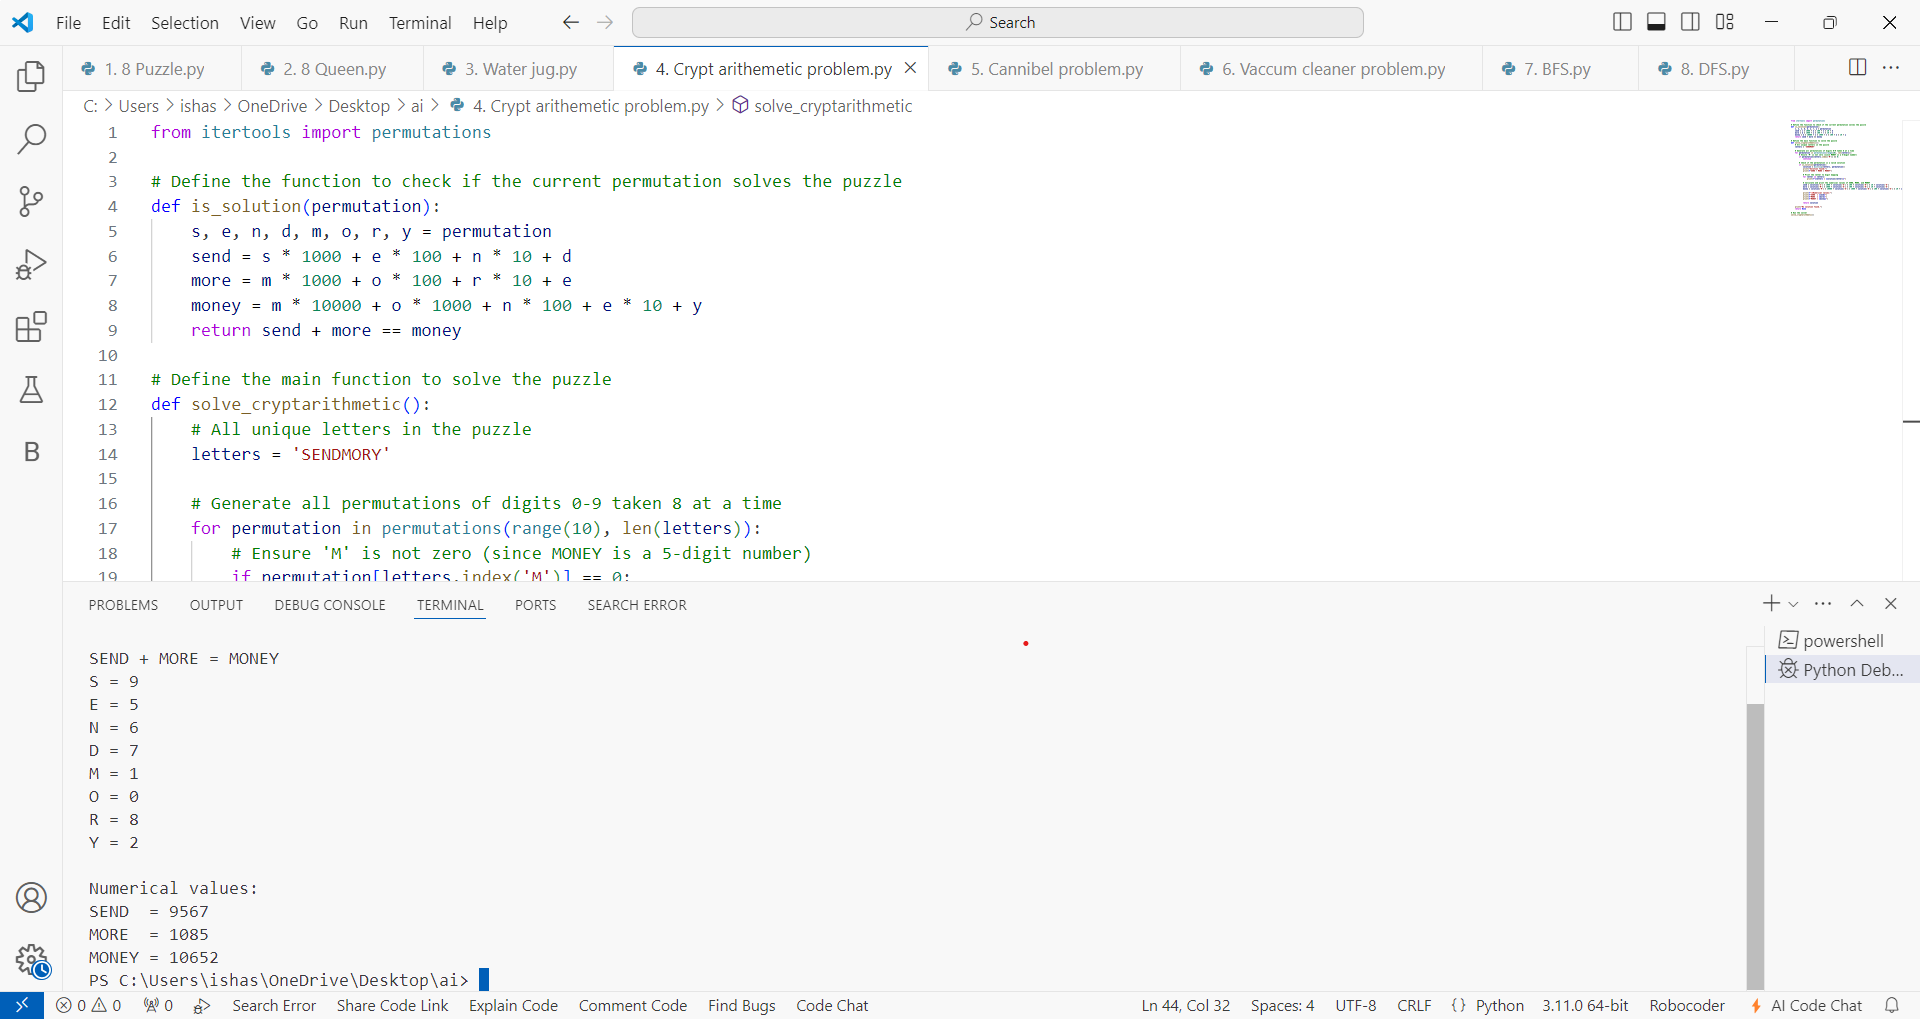 File Edit Selection View Go Run Terminal Help Search
1. 8 Puzzle.py 2. 8 Queen.py 3. Water jug.py 4. Crypt arithemetic problem.py 5. Cannibel problem.py 6. Vaccum cleaner problem.py 7. BFS.py 8. DFS.py
C: > Users > ishas > OneDrive > Desktop > ai > 4. Crypt arithemetic problem.py > solve_cryptarithmetic
1 from itertools import permutations
2
3 # Define the function to check if the current permutation solves the puzzle
4 def is_solution(permutation):
5 s, e, n, d, m, o, r, y = permutation
6 send = s * 1000 + e * 100 + n * 10 + d
7 more = m * 1000 + o * 100 + r * 10 + e
8 money = m * 10000 + o * 1000 + n * 100 + e * 10 + y
9 return send + more == money
10
11 # Define the main function to solve the puzzle
12 def solve_cryptarithmetic():
13 # All unique letters in the puzzle
14 letters = 'SENDMORY'
15
16 # Generate all permutations of digits 0-9 taken 8 at a time
17 for permutation in permutations(range(10), len(letters)):
18 # Ensure 'M' is not zero (since MONEY is a 5-digit number)
19 if permutation[letters.index('M')] == 0:
B
PROBLEMS OUTPUT DEBUG CONSOLE TERMINAL PORTS SEARCH ERROR
powershell
Python Deb...
SEND + MORE = MONEY
S = 9
E = 5
N = 6
D = 7
M = 1
O = 0
R = 8
Y = 2
Numerical values:
SEND  = 9567
MORE  = 1085
MONEY = 10652
PS C:\Users\ishas\OneDrive\Desktop\ai>
0 0 0 Search Error Share Code Link Explain Code Comment Code Find Bugs Code Chat Ln 44, Col 32 Spaces: 4 UTF-8 CRLF {} Python 3.11.0 64-bit Robocoder AI Code Chat